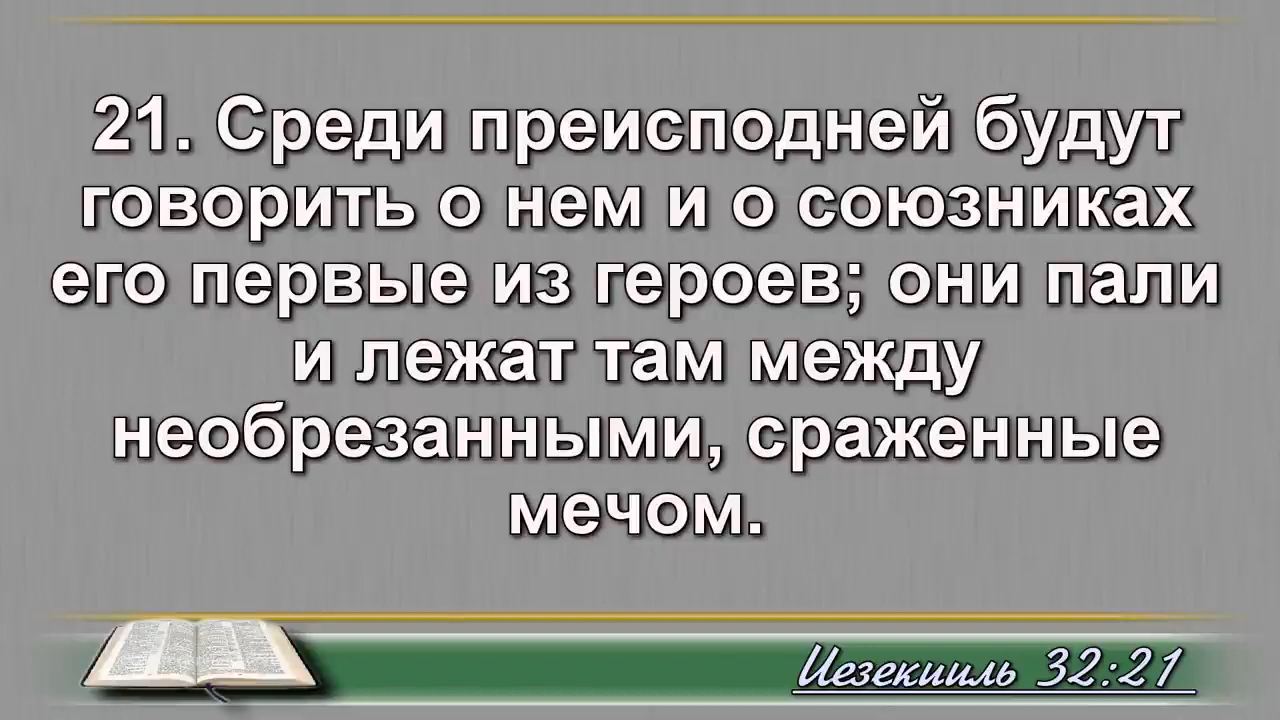 21. Среди преисподней будут
говорить о нем и о союзниках
его первые из героев; они пали
и лежат там между
необрезанными, сраженные
мечом.
Иезекииль 32:21